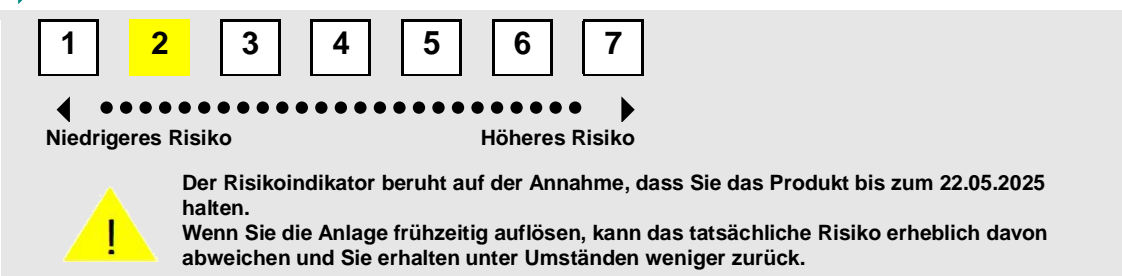 1 2 3 4 5 6 7
Niedrigeres Risiko Höheres Risiko
Der Risikoindikator beruht auf der Annahme, dass Sie das Produkt bis zum 22.05.2025
halten.
! Wenn Sie die Anlage frühzeitig auflösen, kann das tatsächliche Risiko erheblich davon
abweichen und Sie erhalten unter Umständen weniger zurück.